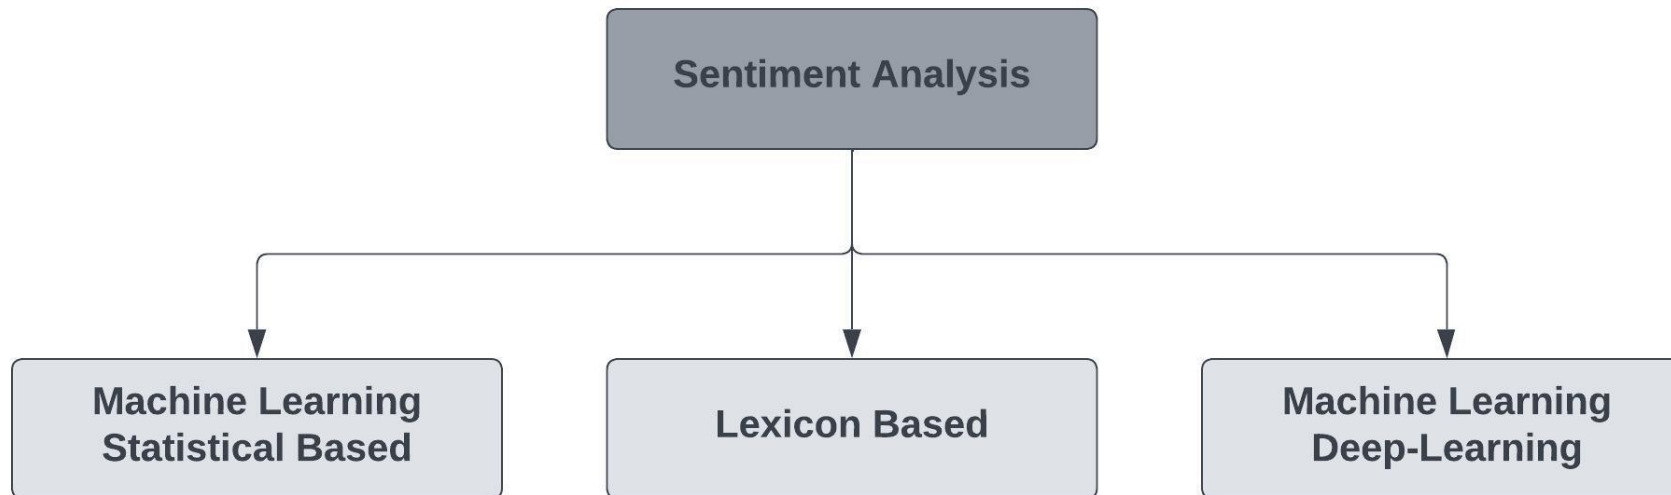 Sentiment Analysis
Machine Learning
Statistical Based
Lexicon Based
Machine Learning
Deep-Learning